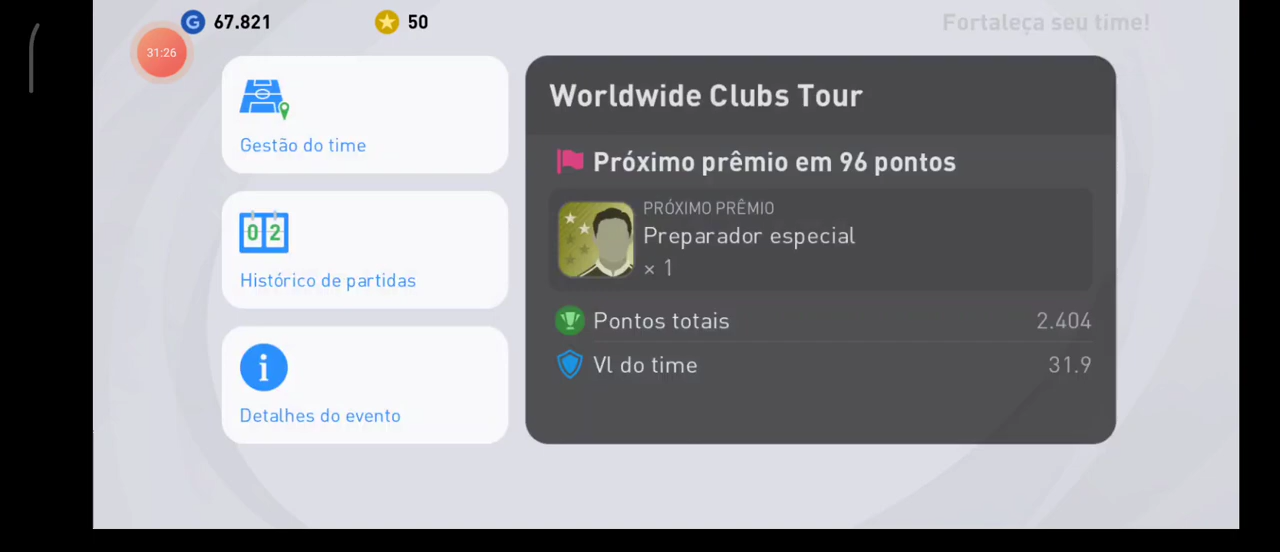 67.821
50
Fortaleça seu time!
31:26
Gestão do time
02
Histórico de partidas
Detalhes do evento
Worldwide Clubs Tour
Próximo prêmio em 96 pontos
PRÓXIMO PRÊMIO
Preparador especial
× 1
Pontos totais 2.404
Vl do time 31.9